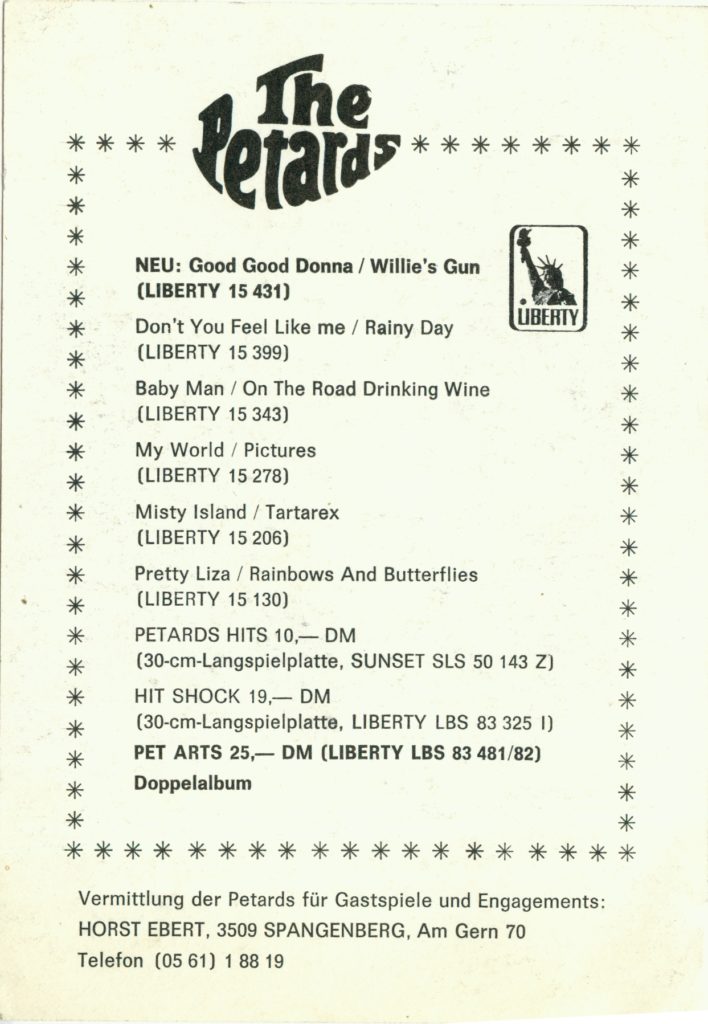 The
Petards
NEU: Good Good Donna / Willie's Gun
(LIBERTY 15 431)
LIBERTY
Don't You Feel Like me / Rainy Day
(LIBERTY 15 399)
Baby Man / On The Road Drinking Wine
(LIBERTY 15 343)
My World / Pictures
(LIBERTY 15 278)
Misty Island / Tartarex
(LIBERTY 15 206)
Pretty Liza / Rainbows And Butterflies
(LIBERTY 15 130)
PETARDS HITS 10,— DM
(30-cm-Langspielplatte, SUNSET SLS 50 143 Z)
HIT SHOCK 19,— DM
(30-cm-Langspielplatte, LIBERTY LBS 83 325 I)
PET ARTS 25,— DM (LIBERTY LBS 83 481/82)
Doppelalbum
Vermittlung der Petards für Gastspiele und Engagements:
HORST EBERT, 3509 SPANGENBERG, Am Gern 70
Telefon (05 61) 1 88 19